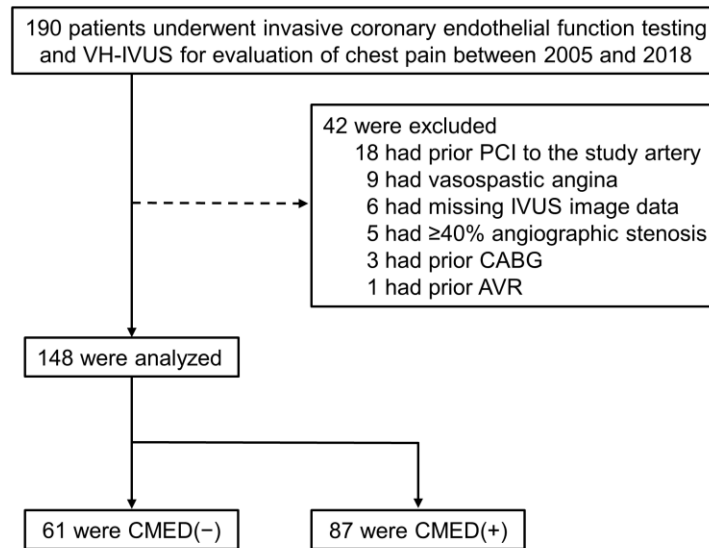 190 patients underwent invasive coronary endothelial function testing
and VH-IVUS for evaluation of chest pain between 2005 and 2018
42 were excluded
18 had prior PCI to the study artery
9 had vasospastic angina
6 had missing IVUS image data
5 had ≥40% angiographic stenosis
3 had prior CABG
1 had prior AVR
148 were analyzed
61 were CMED(−)
87 were CMED(+)